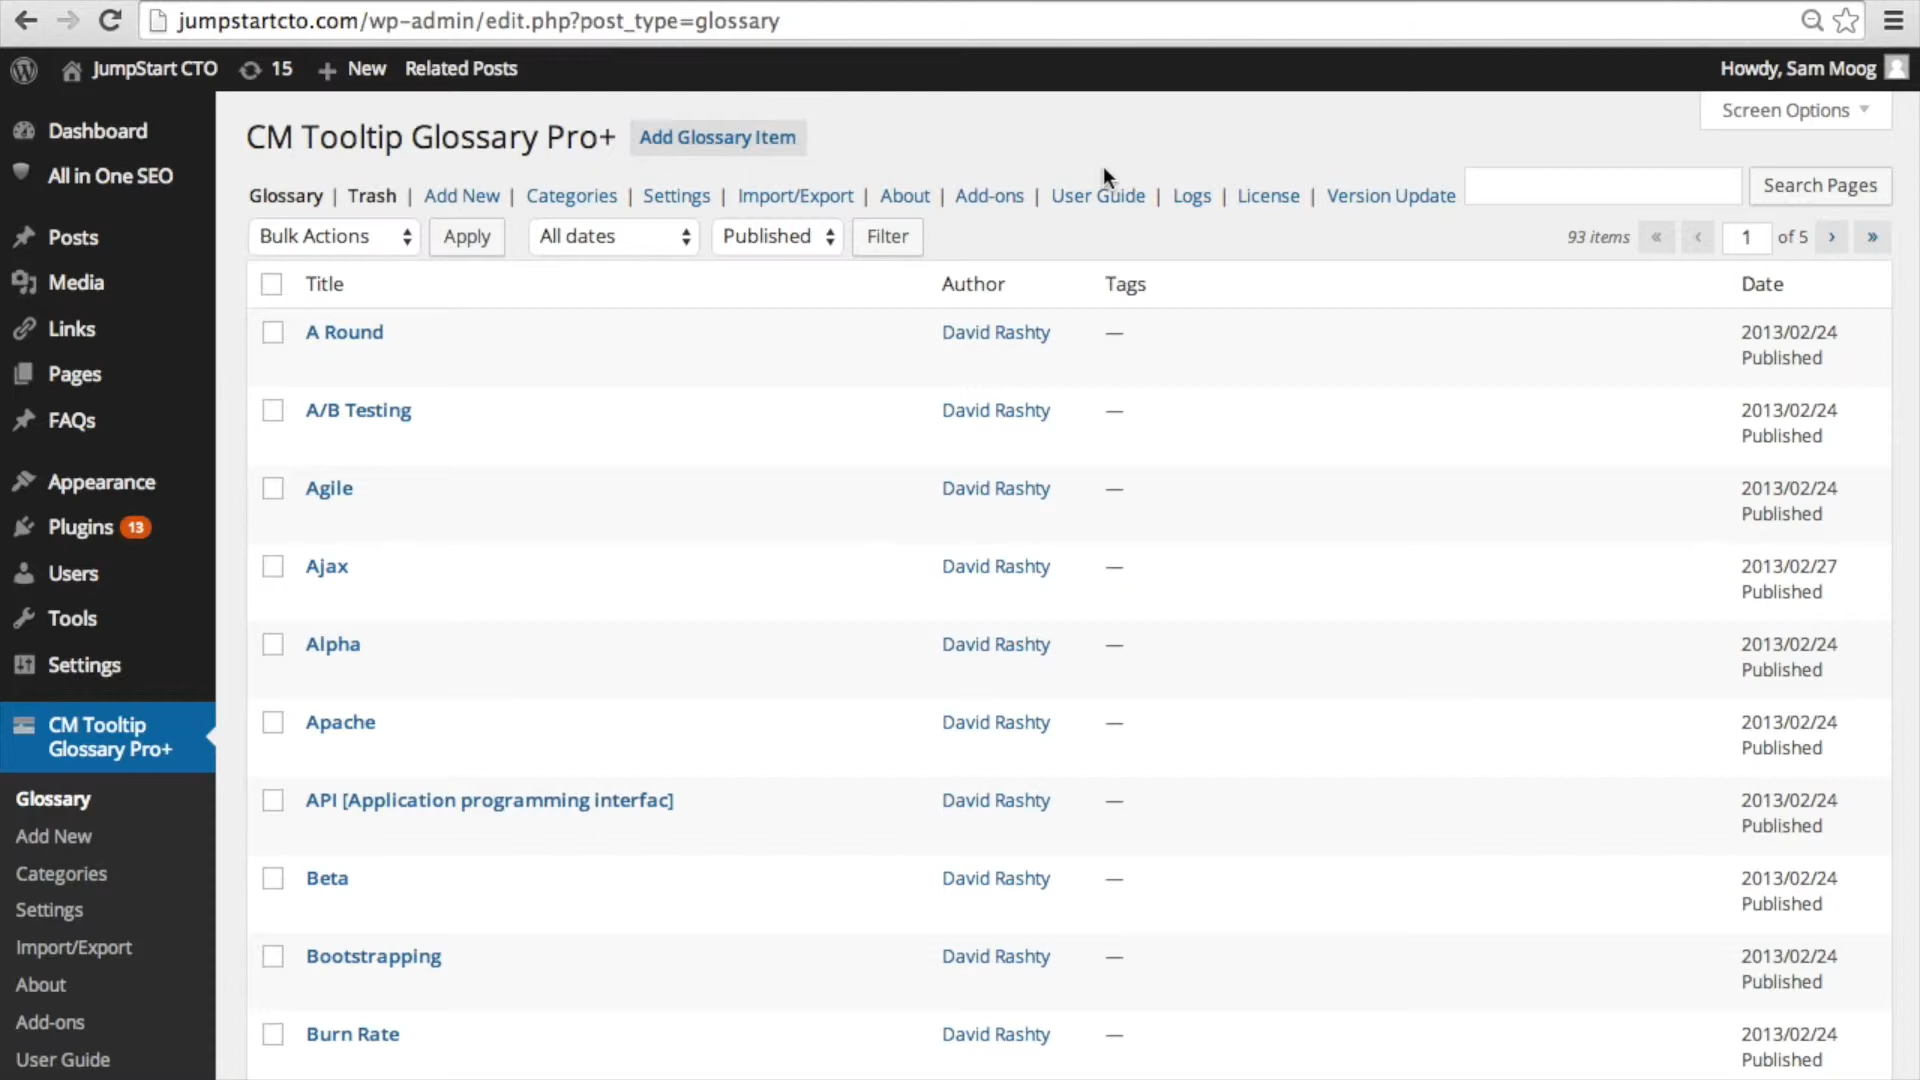 jumpstartcto.com/wp-admin/edit.php?post_type=glossary
JumpStart CTO 15 New Related Posts Howdy, Sam Moog
Screen Options
Dashboard
All in One SEO
Posts
Media
Links
Pages
FAQs
Appearance
Plugins 13
Users
Tools
Settings
CM Tooltip
Glossary Pro+
Glossary
Add New
Categories
Settings
Import/Export
About
Add-ons
User Guide
CM Tooltip Glossary Pro+ Add Glossary Item
Glossary | Trash | Add New | Categories | Settings | Import/Export | About | Add-ons | User Guide | Logs | License | Version Update Search Pages
Bulk Actions Apply All dates Published Filter 93 items « ‹ 1 of 5 › »
Title Author Tags Date
A Round David Rashty — 2013/02/24
Published
A/B Testing David Rashty — 2013/02/24
Published
Agile David Rashty — 2013/02/24
Published
Ajax David Rashty — 2013/02/27
Published
Alpha David Rashty — 2013/02/24
Published
Apache David Rashty — 2013/02/24
Published
API [Application programming interfac] David Rashty — 2013/02/24
Published
Beta David Rashty — 2013/02/24
Published
Bootstrapping David Rashty — 2013/02/24
Published
Burn Rate David Rashty — 2013/02/24
Published